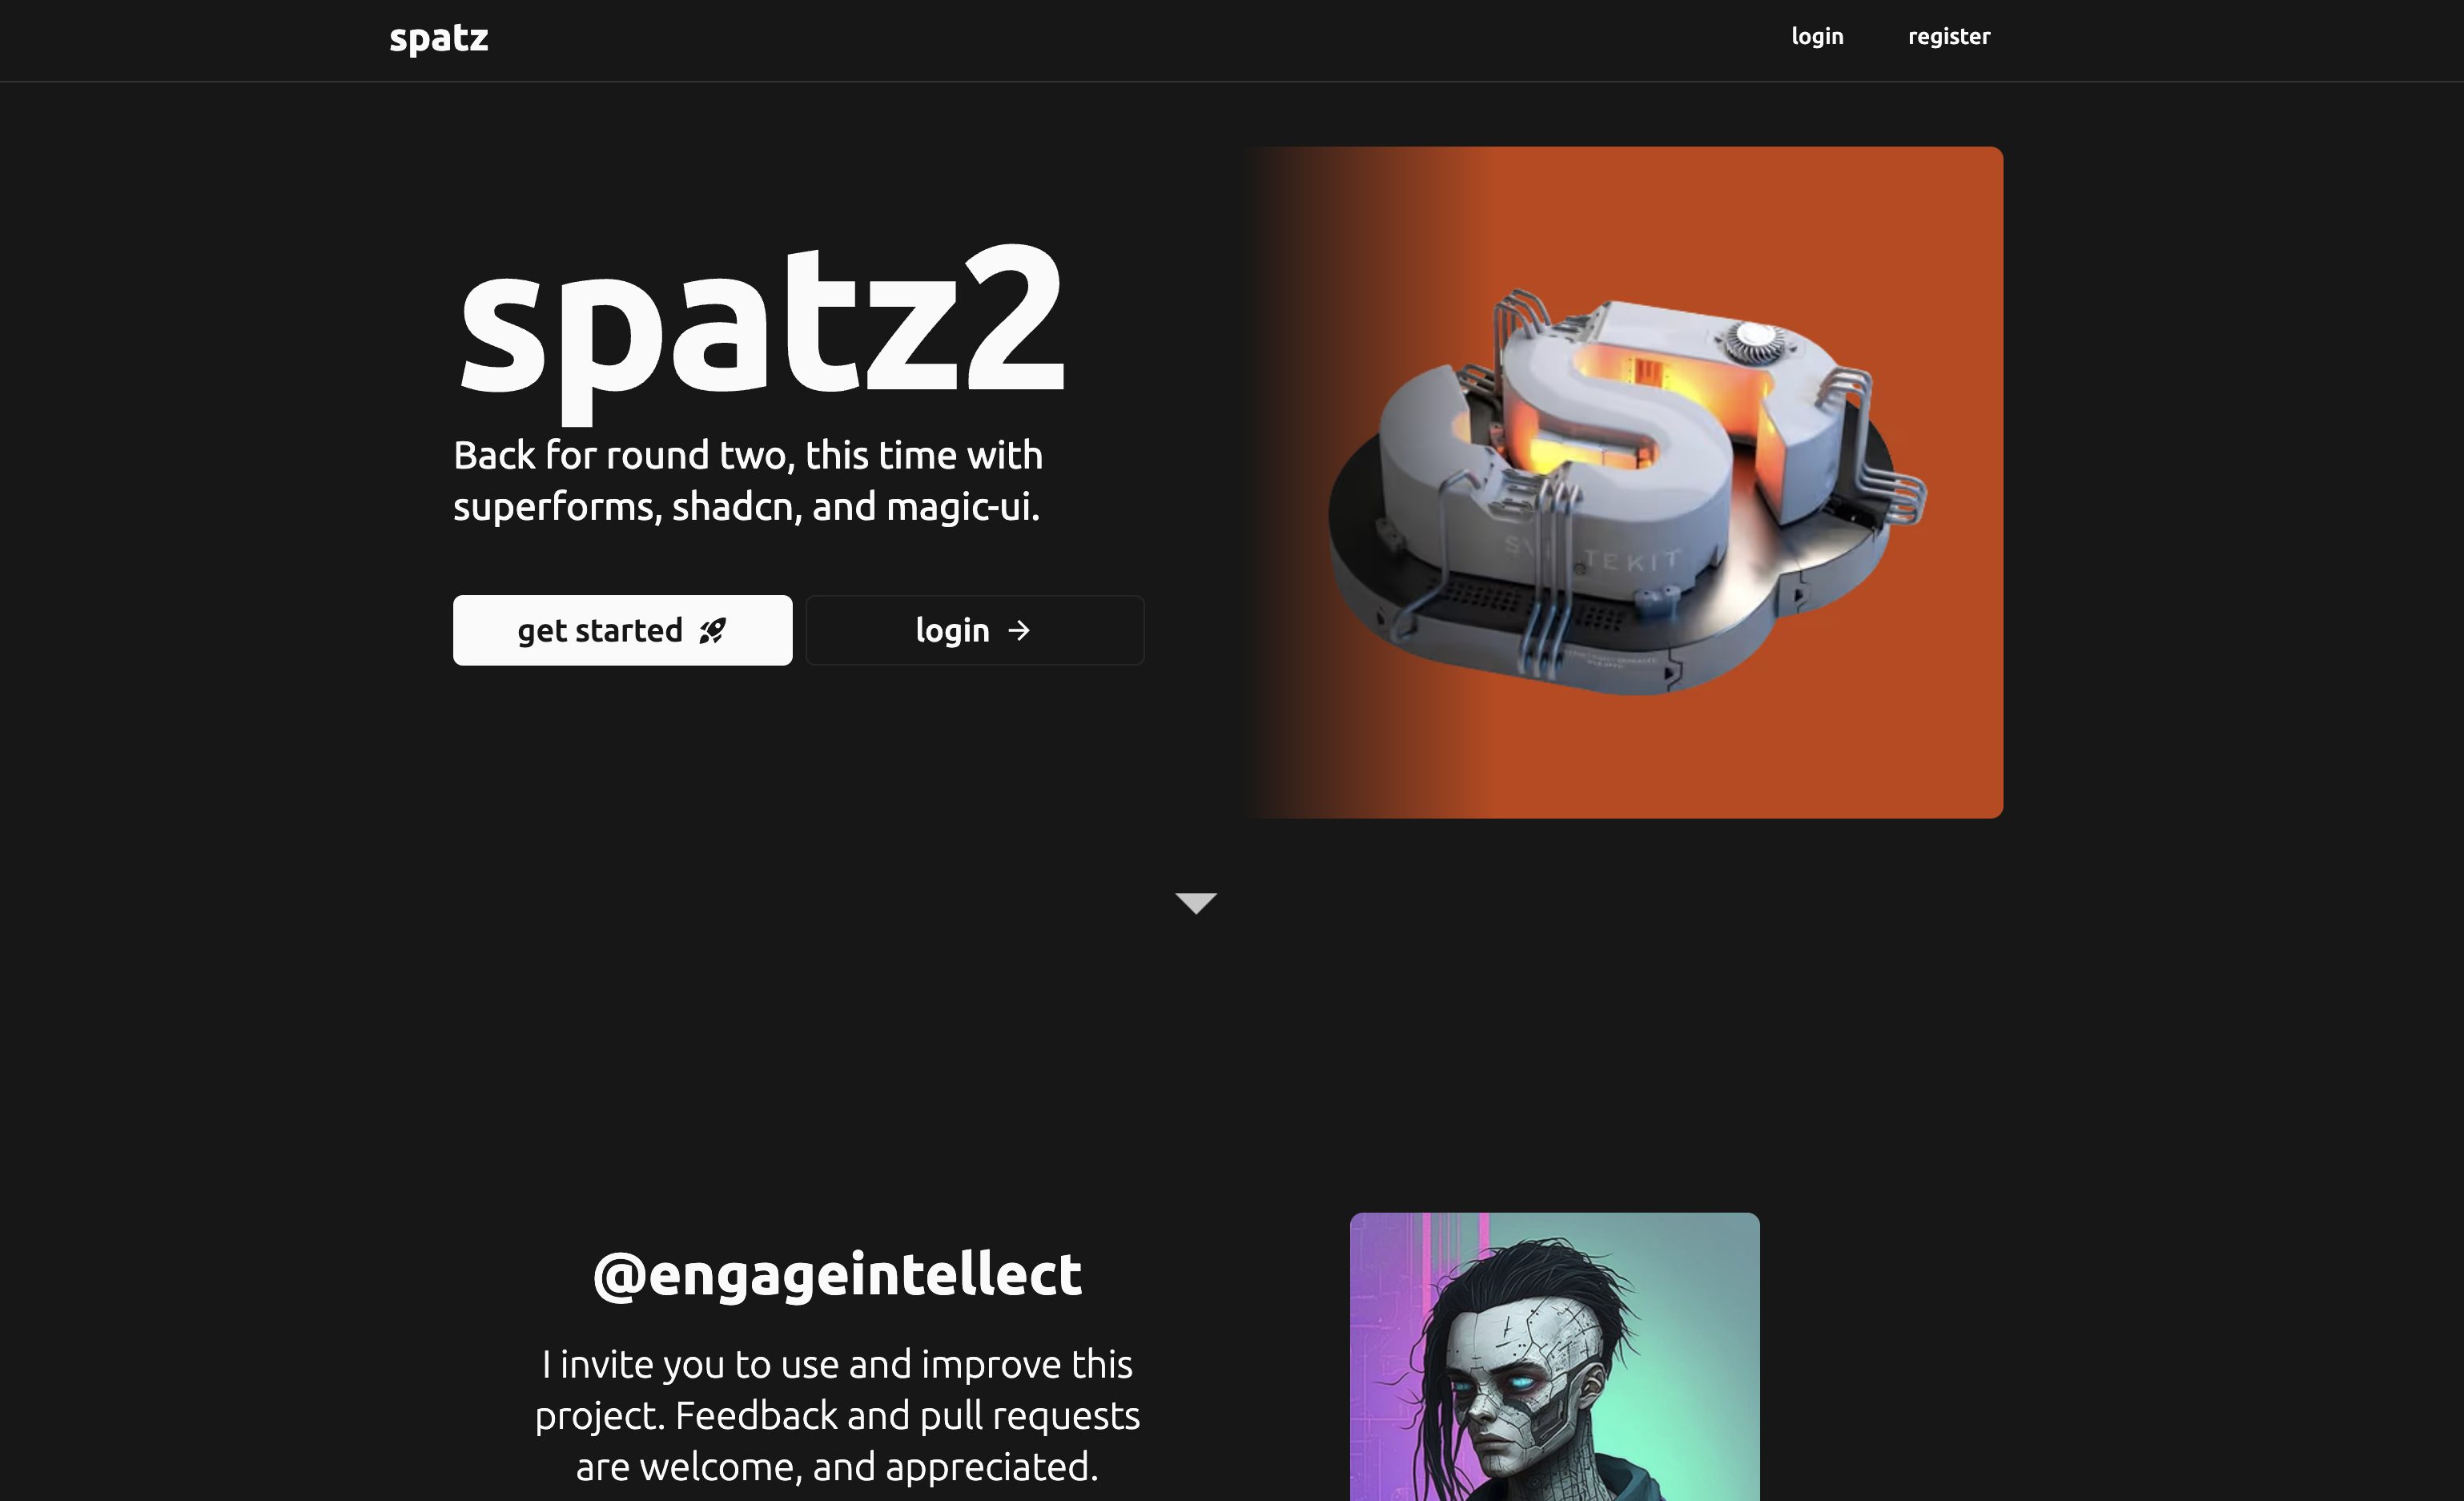 spatz
login
register
spatz2
Back for round two, this time with
superforms, shadcn, and magic-ui.
get started
login
TEKIT
@engageintellect
I invite you to use and improve this
project. Feedback and pull requests
are welcome, and appreciated.